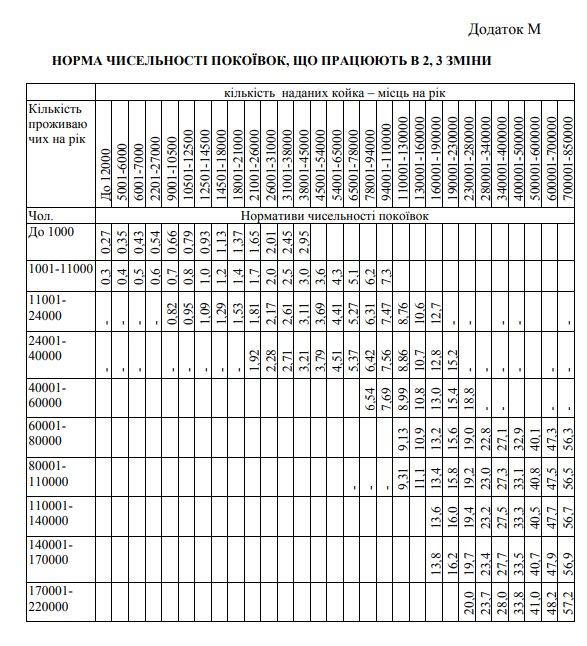 Додаток М
НОРМА ЧИСЕЛЬНОСТІ ПОКОЇВОК, ЩО ПРАЦЮЮТЬ В 2, 3 ЗМІНИ
кількість наданих койка – місць на рік
Кількість
проживаю
чих на рік
До 12000 5001-6000 6001-7000 2201-27000 9001-10500 10501-12500 12501-14500 14501-18000 18001-21000 21001-26000 26001-31000 31001-38000 38001-45000 45001-54000 54001-65000 65001-78000 78001-94000 94001-110000 110001-130000 130001-160000 160001-190000 190001-230000 230001-280000 280001-340000 340001-400000 400001-500000 500001-600000 600001-700000 700001-850000
Чол. Нормативи чисельності покоївок
До 1000 0,27 0,35 0,43 0,54 0,66 0,79 0,93 1,13 1,37 1,65 2,01 2,45 2,95
1001-11000 0,3 0,4 0,5 0,6 0,7 0,8 1,0 1,2 1,4 1,7 2,0 2,5 3,0 3,6 4,3 5,1 6,2 7,3
11001-
24000 - - - - 0,82 0,95 1,09 1,29 1,53 1,81 2,17 2,61 3,11 3,69 4,41 5,27 6,31 7,47 8,76 10,6 12,7 - - - - - - - -
24001-
40000 - - - - - - - - - 1,92 2,28 2,71 3,21 3,79 4,51 5,37 6,42 7,56 8,86 10,7 12,8 15,2 - - - - - - -
40001-
60000 6,54 7,69 8,99 10,8 13,0 15,4 18,8 - - - - - -
60001-
80000 9,13 10,9 13,2 15,6 19,0 22,8 27,1 32,9 40,1 47,3 56,3
80001-
110000 - - - 9,31 11,1 13,4 15,8 19,2 23,0 27,3 33,1 40,8 47,5 56,5
110001-
140000 13,6 16,0 19,4 23,2 27,5 33,3 40,5 47,7 56,7
140001-
170000 13,8 16,2 19,7 23,4 27,7 33,5 40,7 47,9 56,9
170001-
220000 20,0 23,7 28,0 33,8 41,0 48,2 57,2